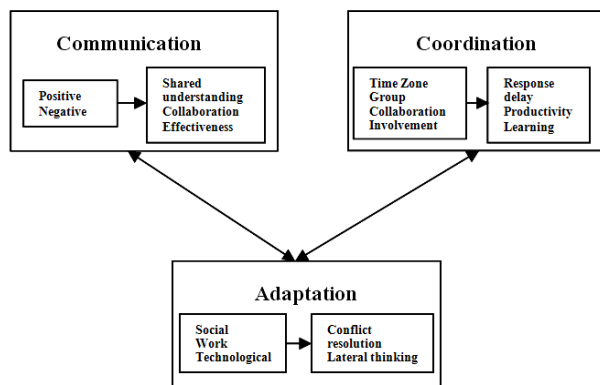 Communication
Positive
Negative
Shared
understanding
Collaboration
Effectiveness
Coordination
Time Zone
Group
Collaboration
Involvement
Response
delay
Productivity
Learning
Adaptation
Social
Work
Technological
Conflict
resolution
Lateral thinking